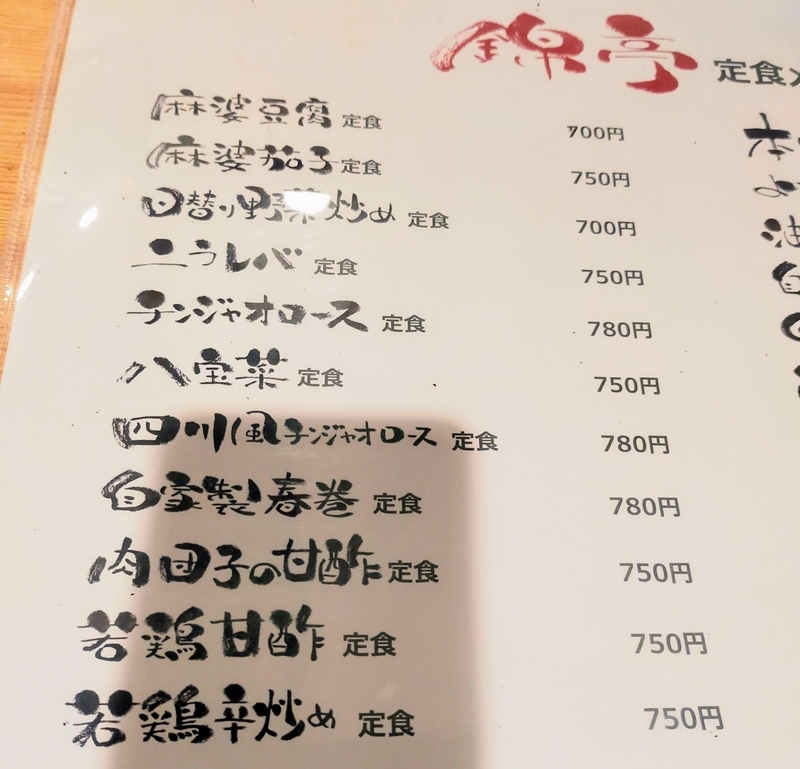 錦亭 定食メ
麻婆豆腐 定食 700円
麻婆茄子 定食 750円
日替り野菜炒め 定食 700円
ニラレバ 定食 750円
チンジャオロース 定食 780円
八宝菜 定食 750円
四川風チンジャオロース 定食 780円
自家製春巻 定食 780円
肉団子の甘酢 定食 750円
若鶏甘酢 定食 750円
若鶏辛炒め 定食 750円